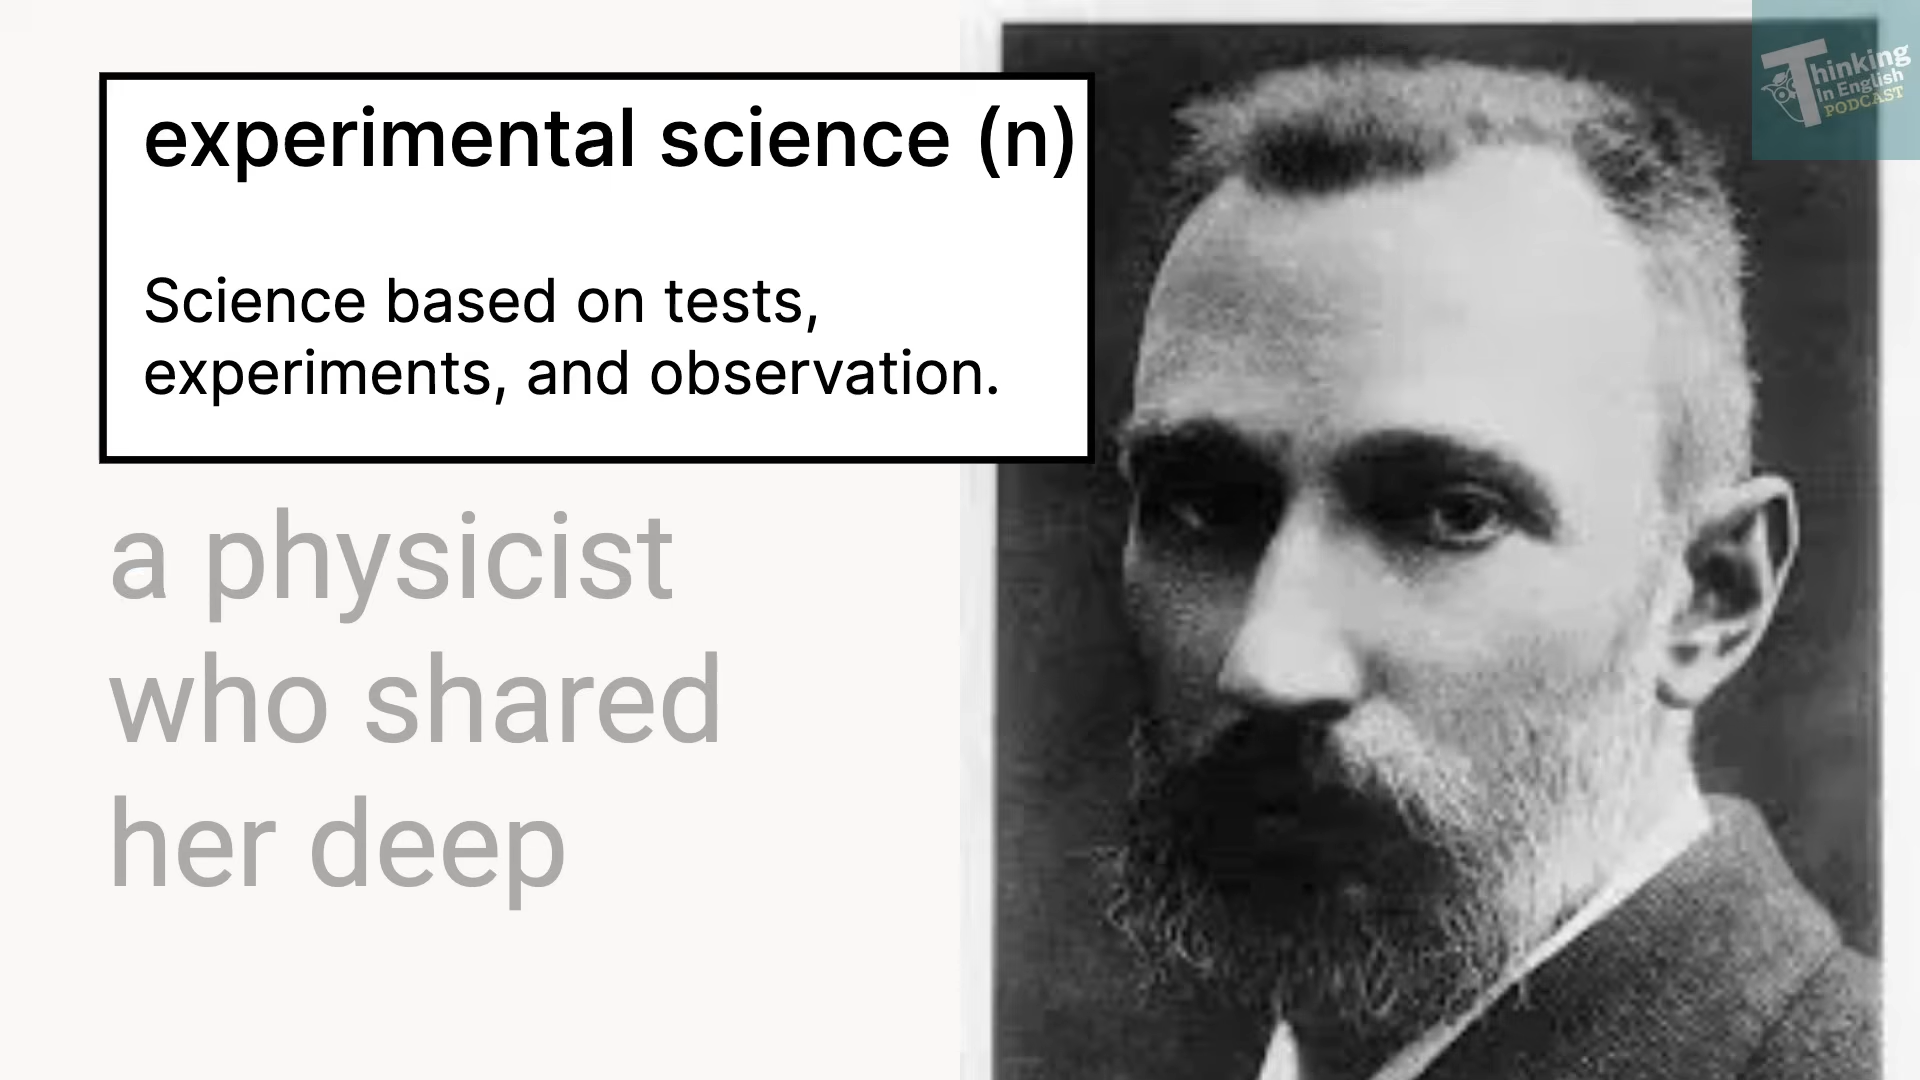 experimental science (n)
Science based on tests,
experiments, and observation.
a physicist
who shared
her deep
Thinking
In English
PODCAST